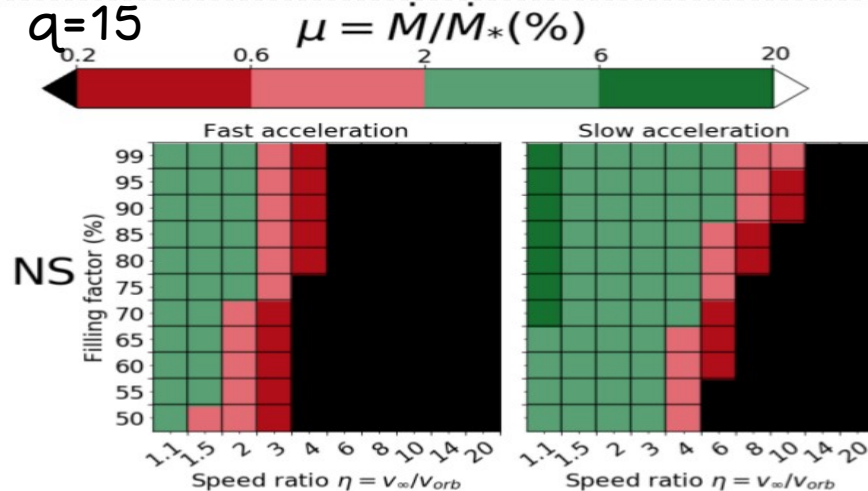 q=15
μ = Ṁ/Ṁ*(%)
0.2 0.6 2 6 20
Fast acceleration
Slow acceleration
NS
Filling factor (%)
99
95
90
85
80
75
70
65
60
55
50
1.1 1.5 2 3 4 6 8 10 14 20
1.1 1.5 2 3 4 6 8 10 14 20
Speed ratio η = v∞/vorb
Speed ratio η = v∞/vorb